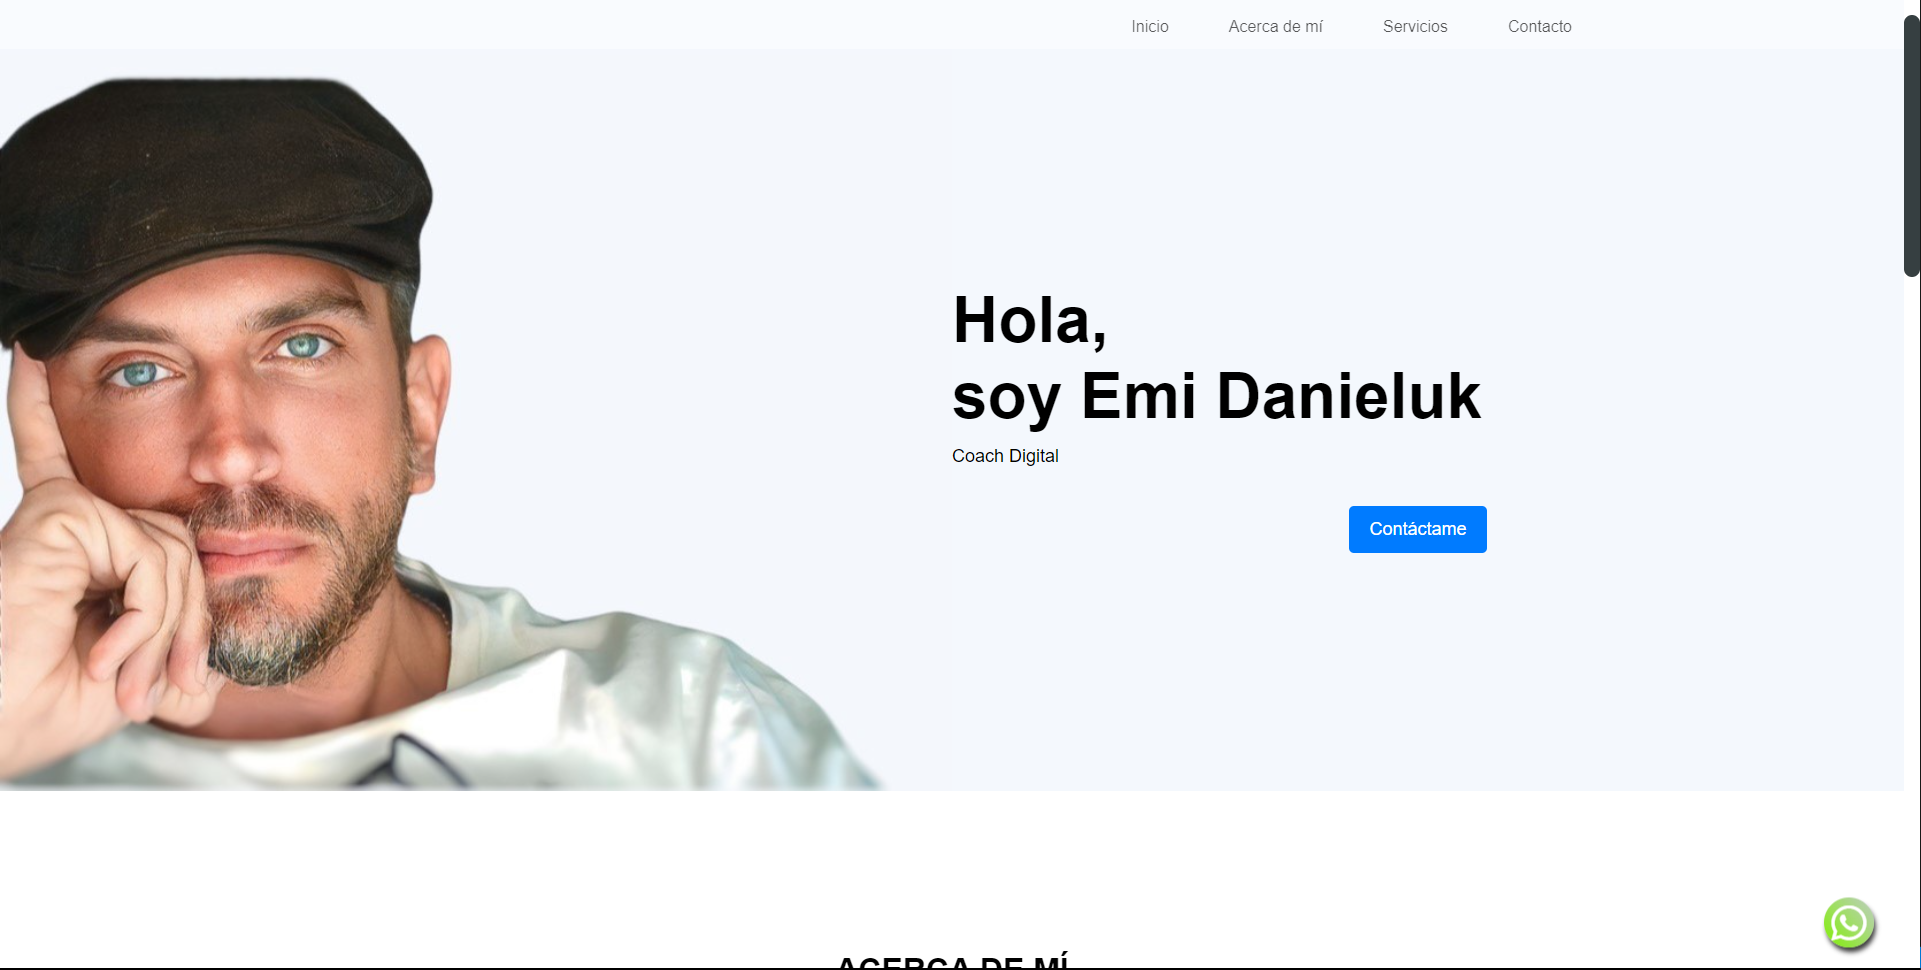 Inicio Acerca de mí Servicios Contacto
Hola,
soy Emi Danieluk
Coach Digital
Contáctame
ACERCA DE MÍ